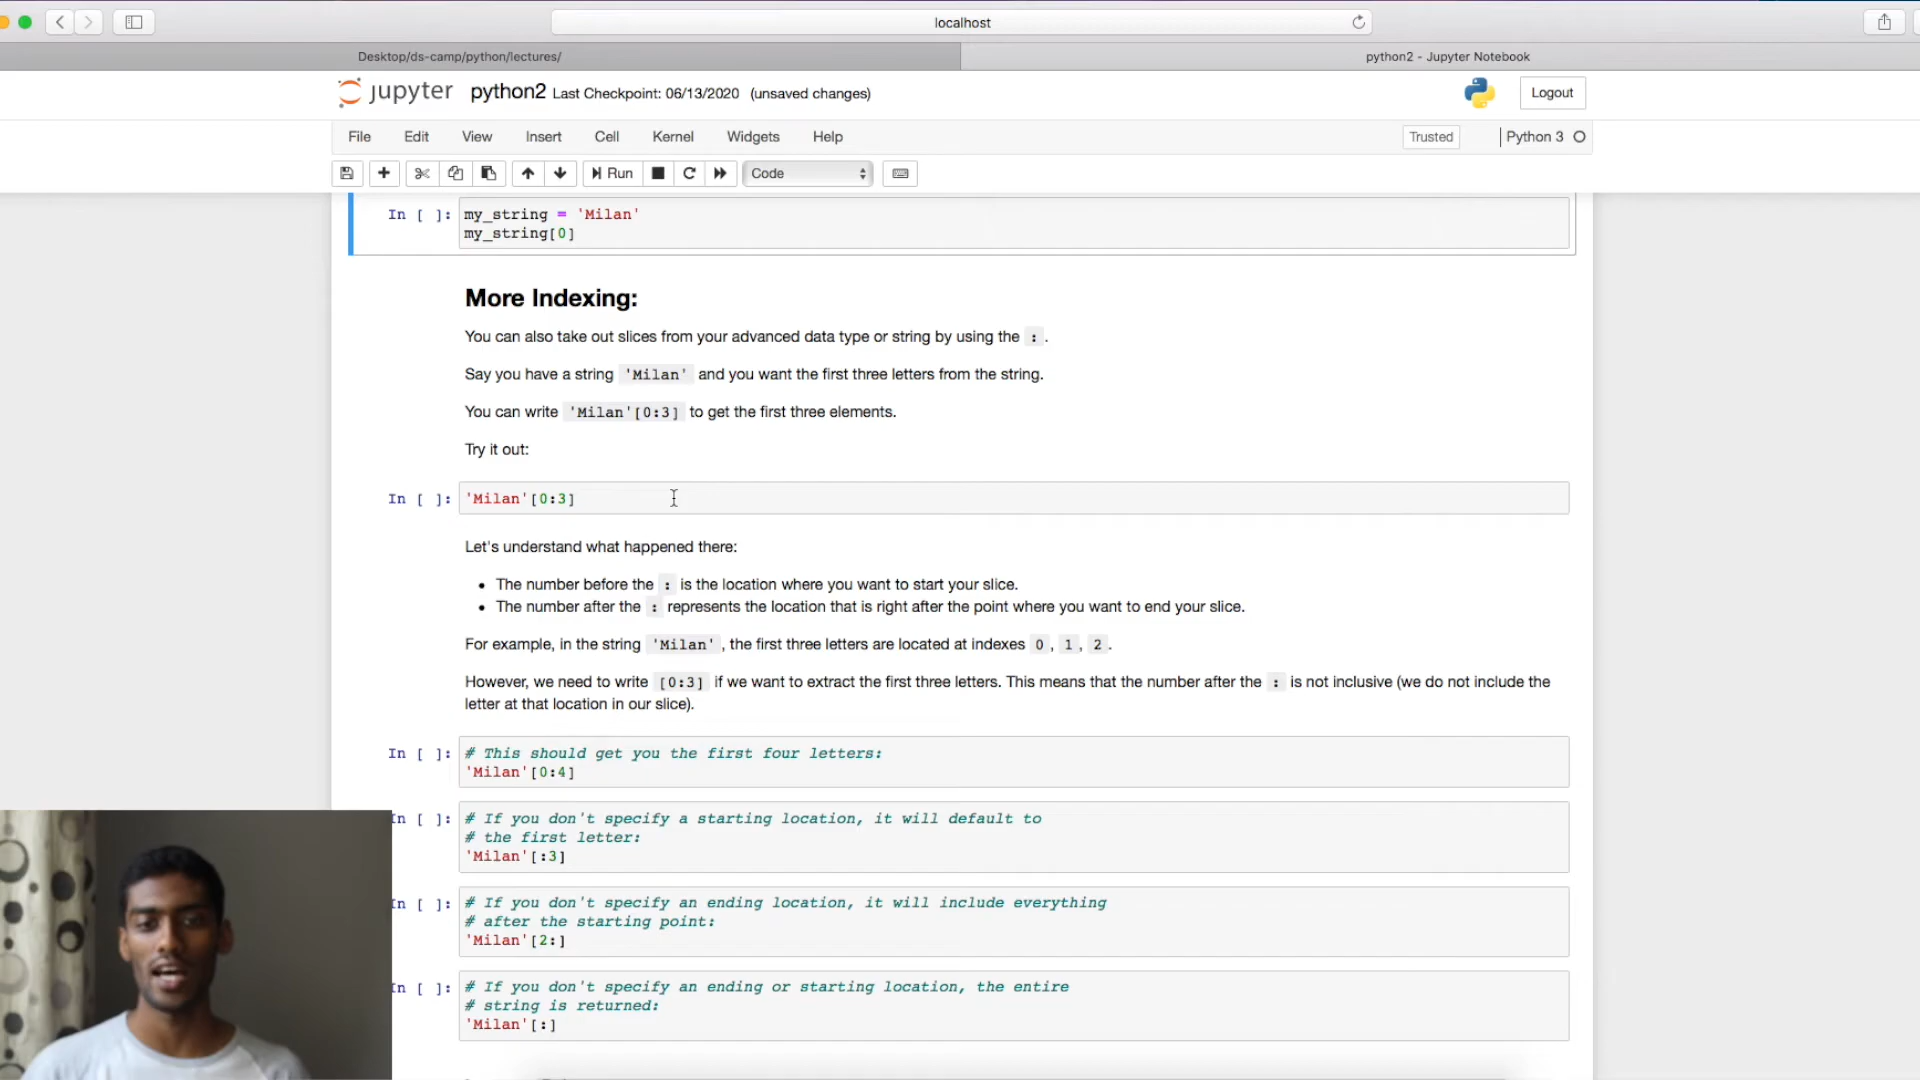 localhost
Desktop/ds-camp/python/lectures/
python2 - Jupyter Notebook
jupyter python2 Last Checkpoint: 06/13/2020 (unsaved changes)
Logout
File Edit View Insert Cell Kernel Widgets Help
Trusted
Python 3
Run
Code
In [ ]: my_string = 'Milan'
my_string[0]
More Indexing:
You can also take out slices from your advanced data type or string by using the : .
Say you have a string 'Milan' and you want the first three letters from the string.
You can write 'Milan'[0:3] to get the first three elements.
Try it out:
In [ ]: 'Milan'[0:3]
Let's understand what happened there:
• The number before the : is the location where you want to start your slice.
• The number after the : represents the location that is right after the point where you want to end your slice.
For example, in the string 'Milan' , the first three letters are located at indexes 0 , 1 , 2 .
However, we need to write [0:3] if we want to extract the first three letters. This means that the number after the : is not inclusive (we do not include the
letter at that location in our slice).
In [ ]: # This should get you the first four letters:
'Milan'[0:4]
In [ ]: # If you don't specify a starting location, it will default to
# the first letter:
'Milan'[:3]
In [ ]: # If you don't specify an ending location, it will include everything
# after the starting point:
'Milan'[2:]
In [ ]: # If you don't specify an ending or starting location, the entire
# string is returned:
'Milan'[:]